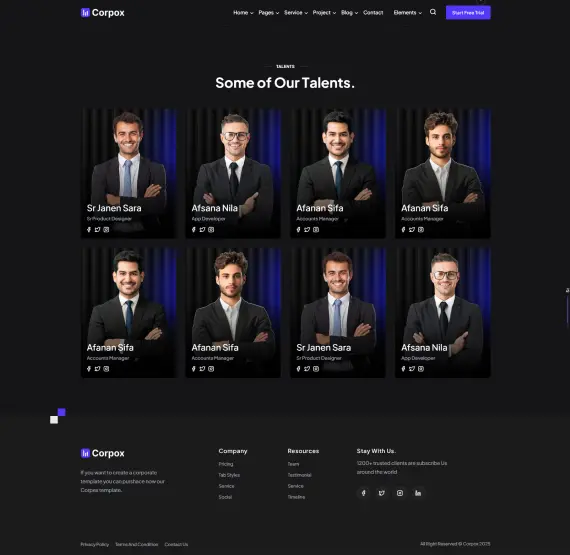 Corpox
Home Pages Service Project Blog Contact Elements Start Free Trial
TALENTS
Some of Our Talents.
Sr Janen Sara
Sr Product Designer
Afsana Nila
App Developer
Afanan Sifa
Accounts Manager
Afanan Sifa
Accounts Manager
Afanan Sifa
Accounts Manager
Afanan Sifa
Accounts Manager
Sr Janen Sara
Sr Product Designer
Afsana Nila
App Developer
Corpox
If you want to create a corporate
template you can purshace now our
Corpox template.
Company
Pricing
Tab Styles
Service
Social
Resources
Team
Testimonial
Service
Timeline
Stay With Us.
1200+ trusted clients are subscribe Us
around the world
Privacy Policy Terms And Condition Contact Us
All Right Reserved © Corpox 2025